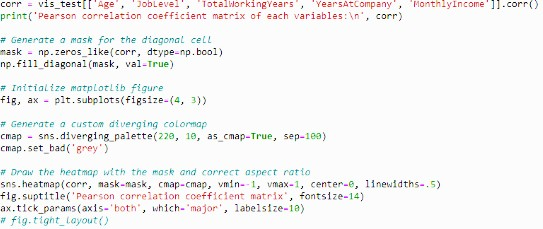 corr = vis_test[['Age', 'JobLevel', 'TotalWorkingYears', 'YearsAtCompany', 'MonthlyIncome']].corr()
print('Pearson correlation coefficient matrix of each variables:\n', corr)
# Generate a mask for the diagonal cell
mask = np.zeros_like(corr, dtype=np.bool)
np.fill_diagonal(mask, val=True)
# Initialize matplotlib figure
fig, ax = plt.subplots(figsize=(4, 3))
# Generate a custom diverging colormap
cmap = sns.diverging_palette(220, 10, as_cmap=True, sep=100)
cmap.set_bad('grey')
# Draw the heatmap with the mask and correct aspect ratio
sns.heatmap(corr, mask=mask, cmap=cmap, vmin=-1, vmax=1, center=0, linewidths=.5)
fig.suptitle('Pearson correlation coefficient matrix', fontsize=14)
ax.tick_params(axis='both', which='major', labelsize=10)
# fig.tight_layout()